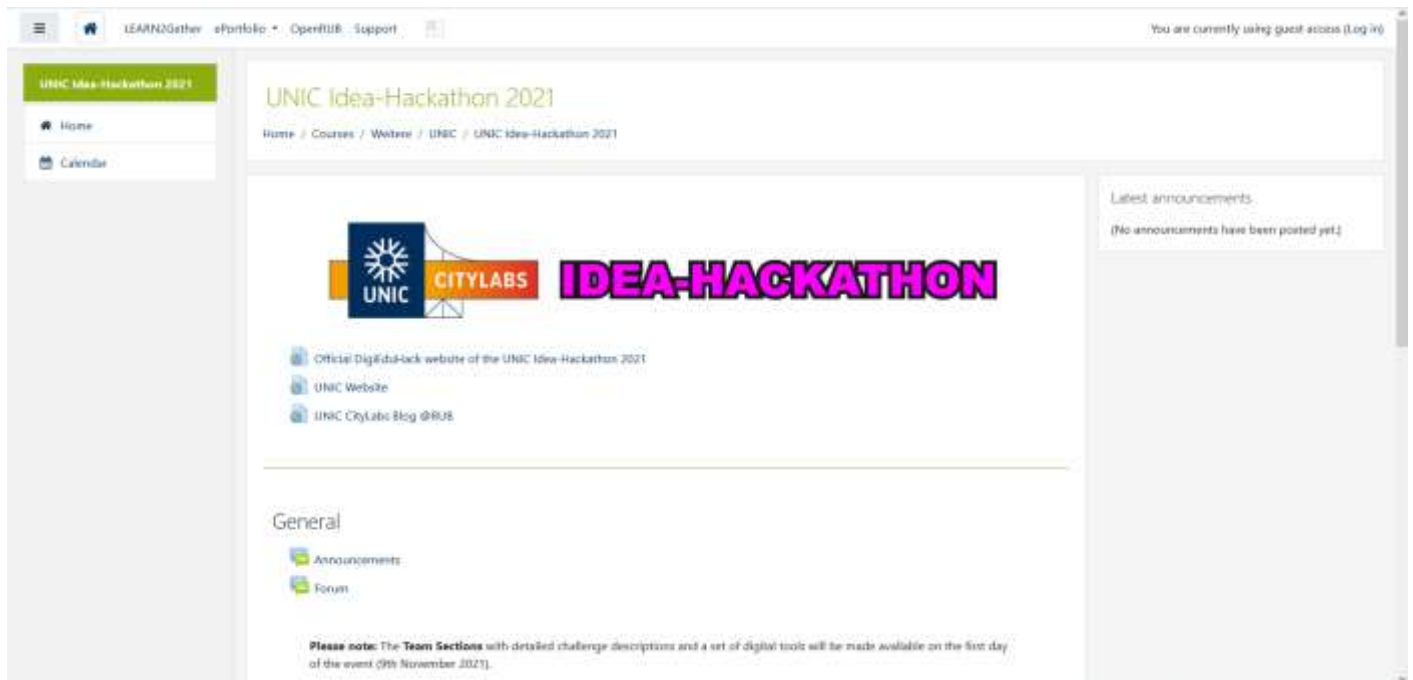 LEARN2Gather ePortfolio OpenRUB Support
You are currently using guest access (Log in)
UNIC Idea-Hackathon 2021
Home
Calendar
UNIC Idea-Hackathon 2021
Home / Courses / Weitere / UNIC / UNIC Idea-Hackathon 2021
UNIC
CITYLABS
IDEA-HACKATHON
Official DigiEduHack website of the UNIC Idea-Hackathon 2021
UNIC Website
UNIC CityLabs Blog @RUB
Latest announcements
(No announcements have been posted yet.)
General
Announcements
Forum
Please note: The Team Sections with detailed challenge descriptions and a set of digital tools will be made available on the first day
of the event (9th November 2021).